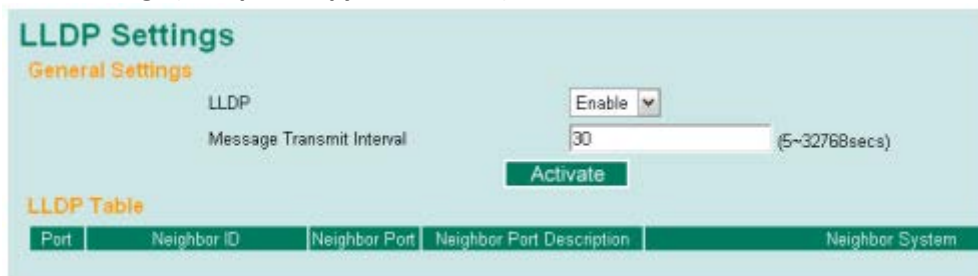 LLDP Settings
General Settings
LLDP Enable
Message Transmit Interval 30 (5~32768secs)
Activate
LLDP Table
Port Neighbor ID Neighbor Port Neighbor Port Description Neighbor System